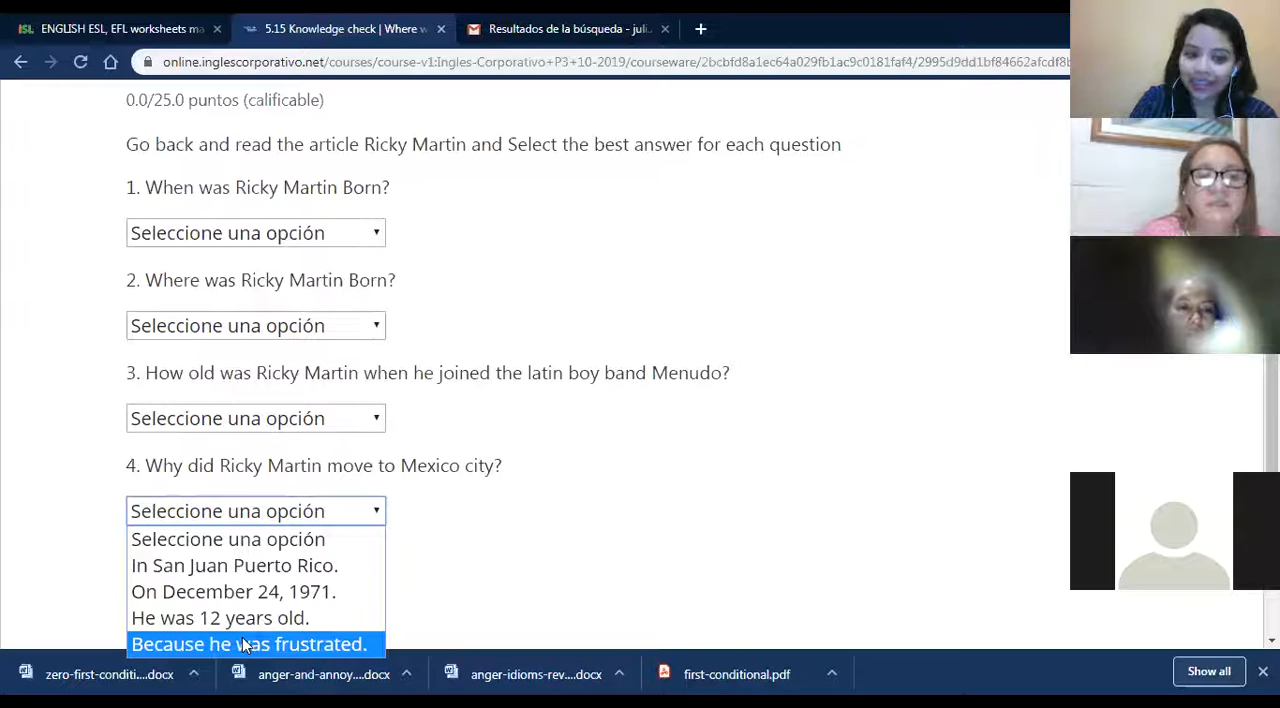 ENGLISH ESL, EFL worksheets ma
5.15 Knowledge check | Where w
Resultados de la búsqueda - juli
online.inglescorporativo.net/courses/course-v1:Ingles-Corporativo+P3+10-2019/courseware/2bcbfd8a1ec64a029fb1ac9c0181faf4/2995d9dd1bf84662afcdf8b
0.0/25.0 puntos (calificable)
Go back and read the article Ricky Martin and Select the best answer for each question
1. When was Ricky Martin Born?
Seleccione una opción
2. Where was Ricky Martin Born?
Seleccione una opción
3. How old was Ricky Martin when he joined the latin boy band Menudo?
Seleccione una opción
4. Why did Ricky Martin move to Mexico city?
Seleccione una opción
Seleccione una opción
In San Juan Puerto Rico.
On December 24, 1971.
He was 12 years old.
Because he was frustrated.
zero-first-conditi....docx
anger-and-annoy....docx
anger-idioms-rev....docx
first-conditional.pdf
Show all